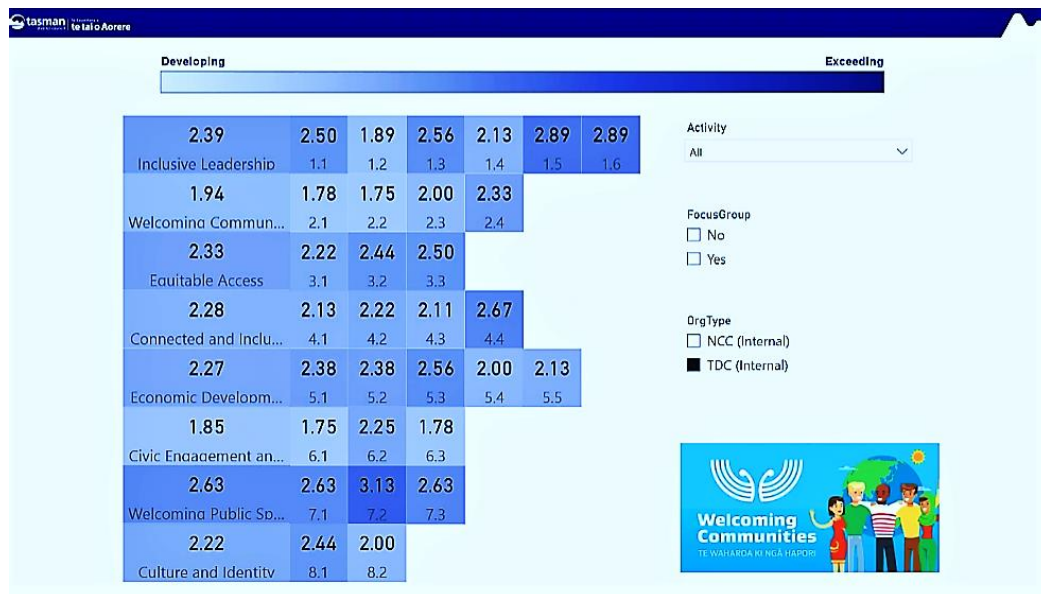 tasman
te tai o Aorere
Developing Exceeding
2.39 2.50 1.89 2.56 2.13 2.89 2.89
Inclusive Leadership 1.1 1.2 1.3 1.4 1.5 1.6
1.94 1.78 1.75 2.00 2.33
Welcoming Commun... 2.1 2.2 2.3 2.4
2.33 2.22 2.44 2.50
Equitable Access 3.1 3.2 3.3
2.28 2.13 2.22 2.11 2.67
Connected and Inclu... 4.1 4.2 4.3 4.4
2.27 2.38 2.38 2.56 2.00 2.13
Economic Developm... 5.1 5.2 5.3 5.4 5.5
1.85 1.75 2.25 1.78
Civic Engagement an... 6.1 6.2 6.3
2.63 2.63 3.13 2.63
Welcoming Public Sp... 7.1 7.2 7.3
2.22 2.44 2.00
Culture and Identity 8.1 8.2
Activity
All
FocusGroup
No
Yes
OrgType
NCC (Internal)
TDC (Internal)
Welcoming
Communities
TE WAHAROA KI NGĀ HAPORI